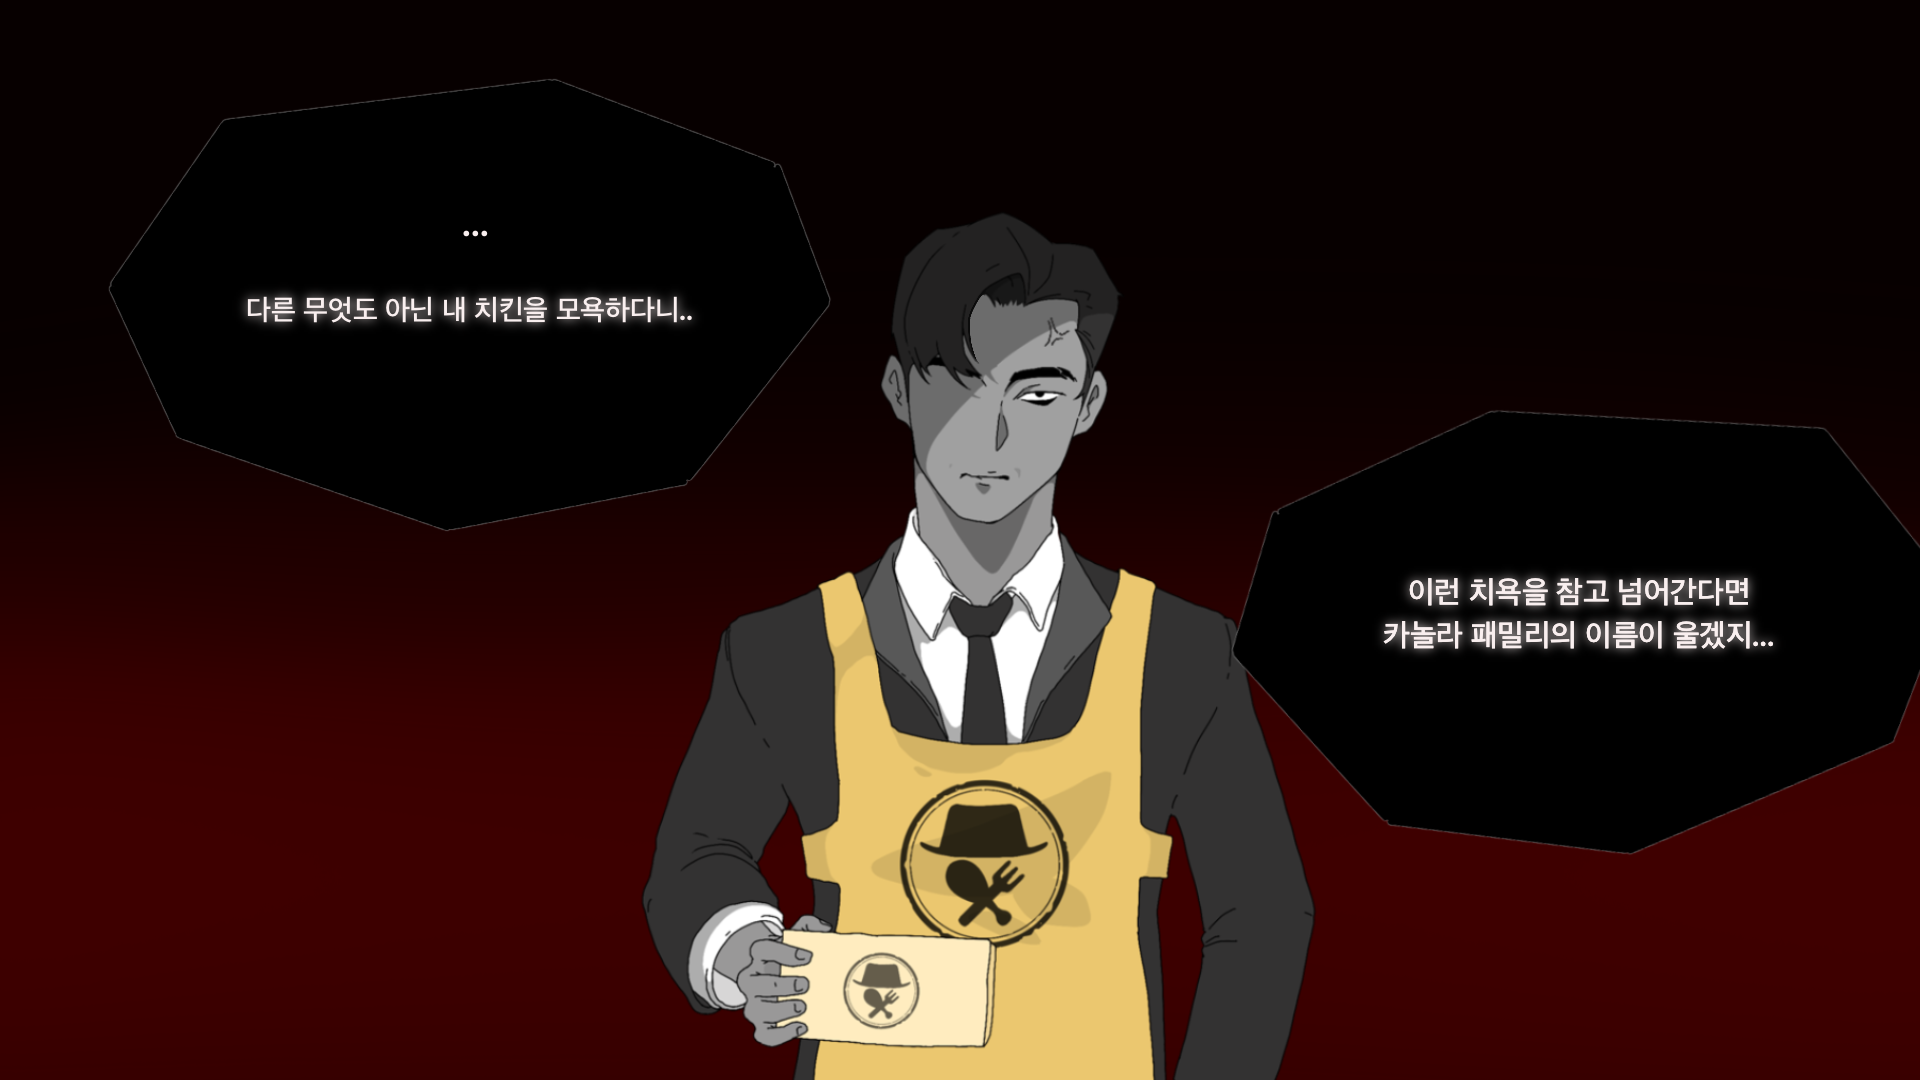 ...
다른 무엇도 아닌 내 치킨을 모욕하다니..
이런 치욕을 참고 넘어간다면
카놀라 패밀리의 이름이 울겠지...